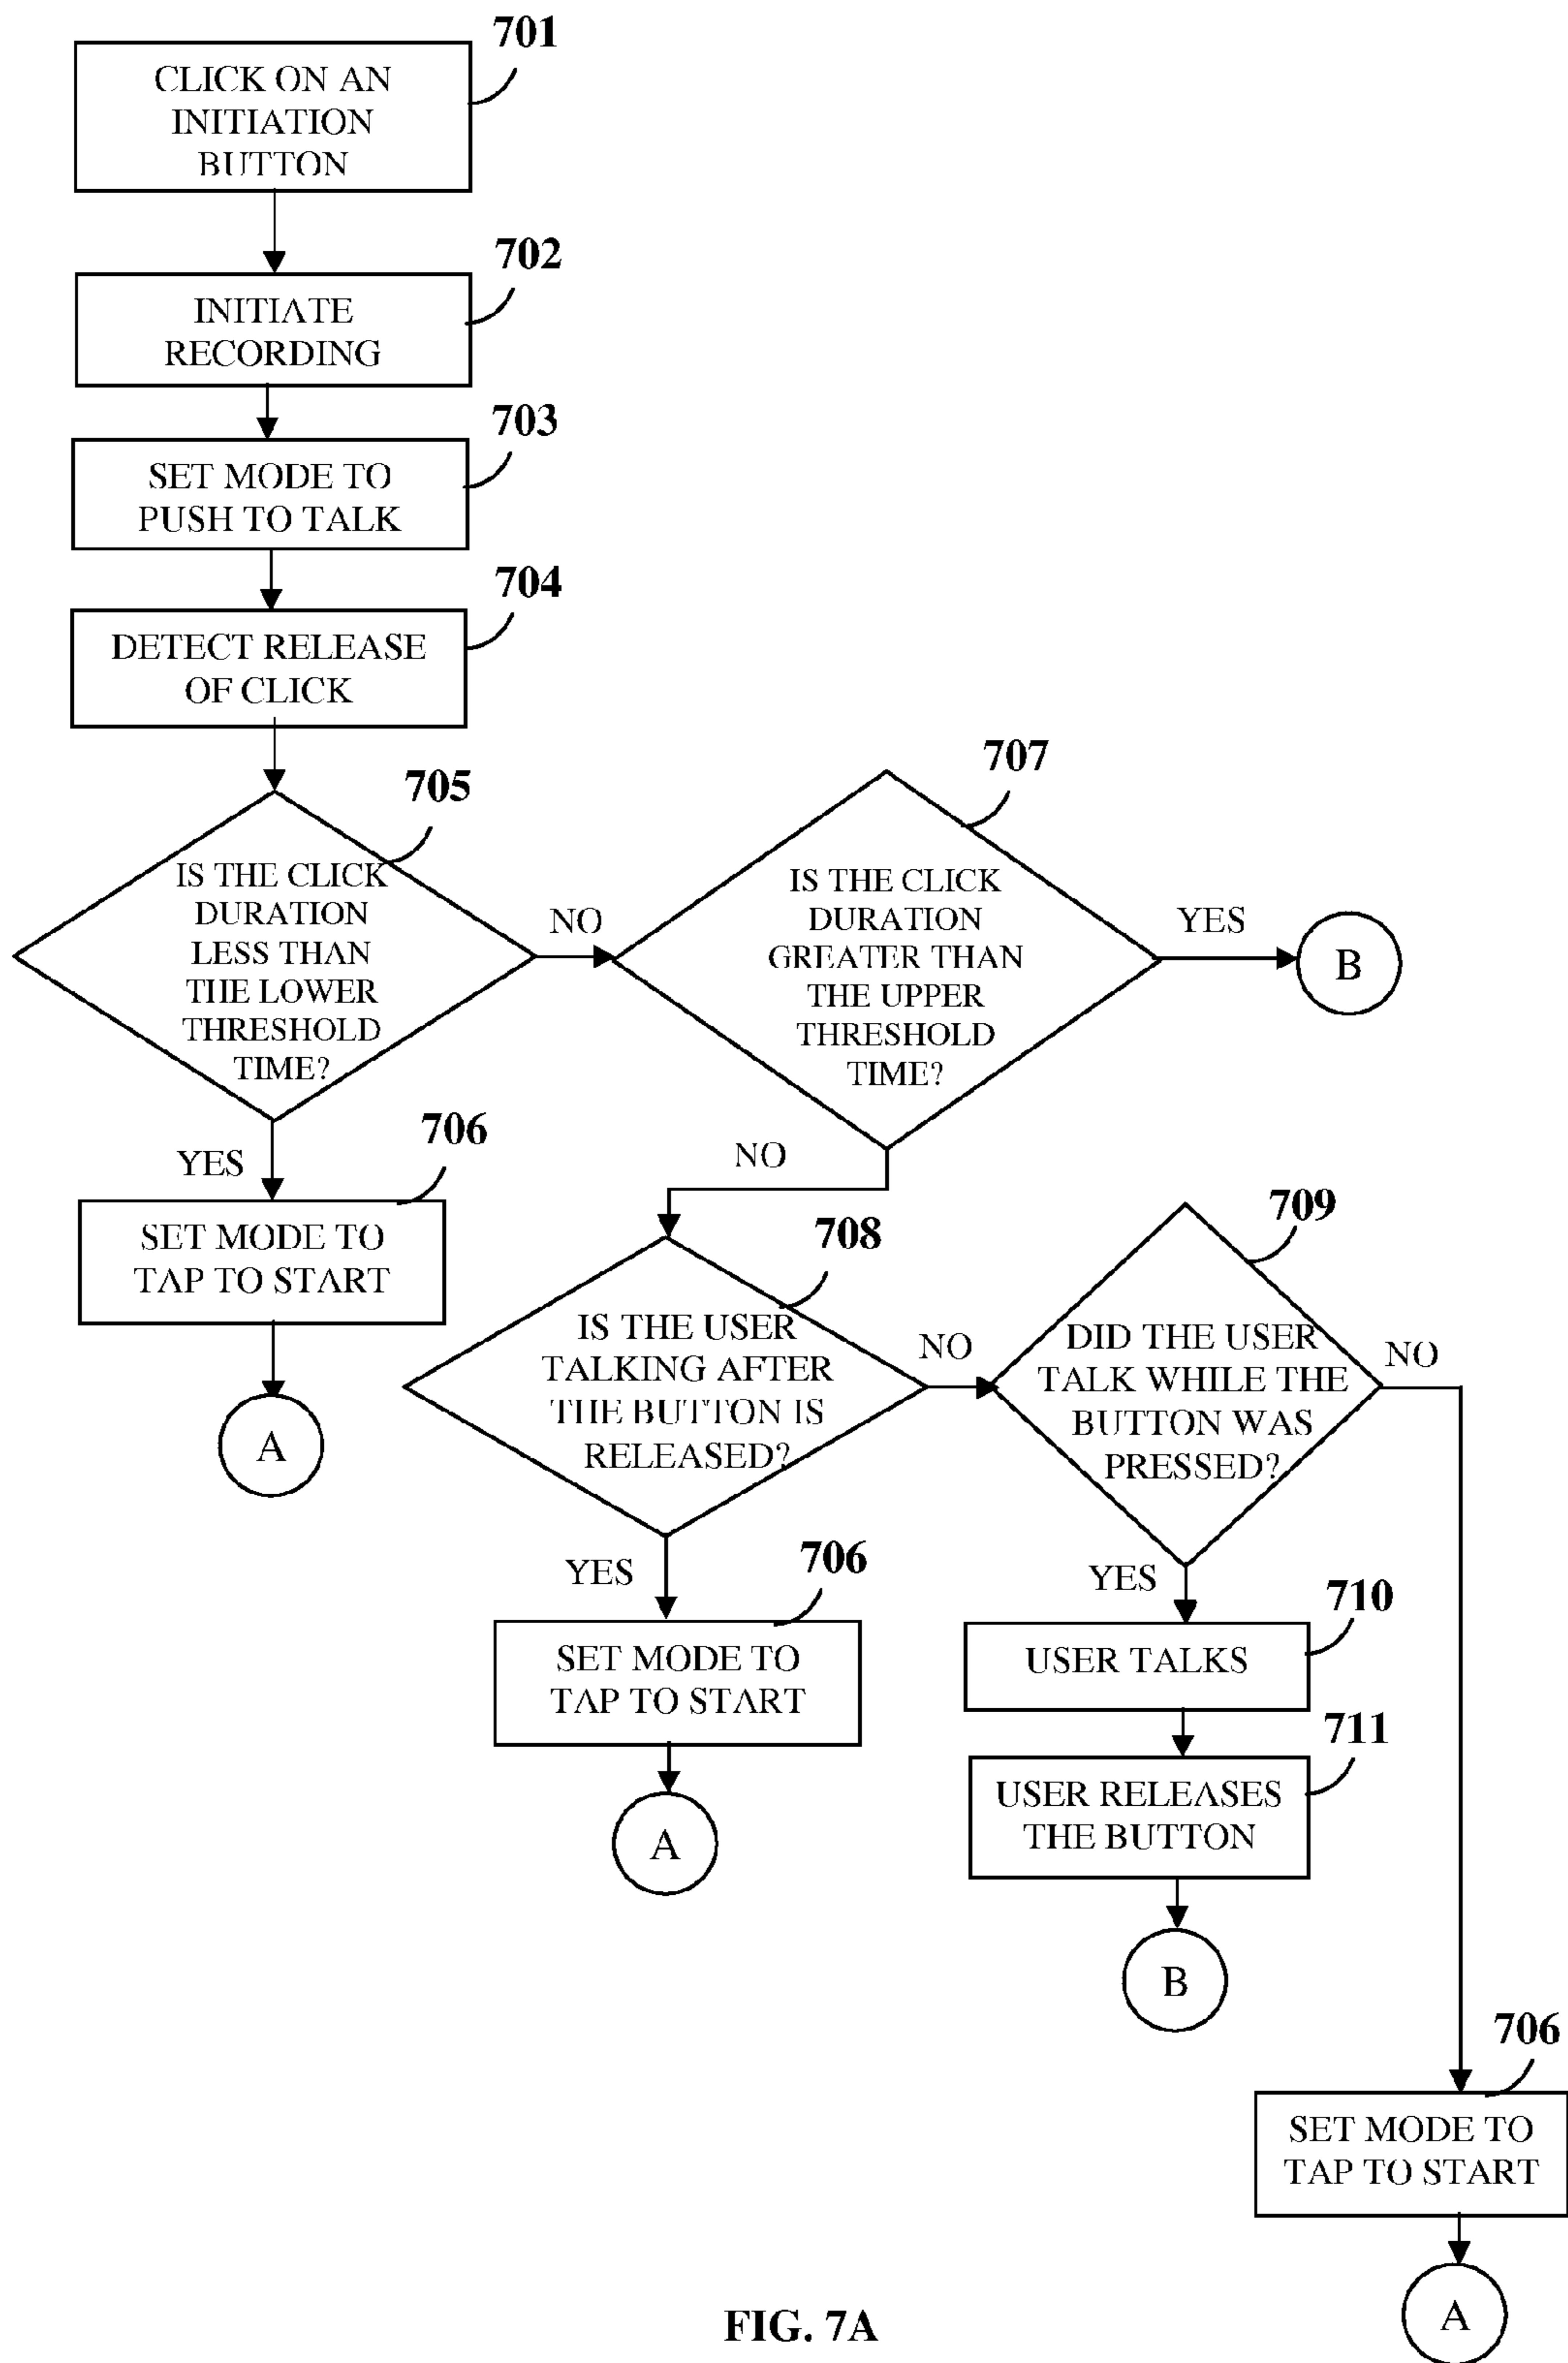 701
CLICK ON AN
INITIATION
BUTTON
702
INITIATE
RECORDING
703
SET MODE TO
PUSH TO TALK
704
DETECT RELEASE
OF CLICK
705
IS THE CLICK
DURATION
LESS THAN
THE LOWER
THRESHOLD
TIME?
NO
707
IS THE CLICK
DURATION
GREATER THAN
THE UPPER
THRESHOLD
TIME?
YES
B
YES
706
SET MODE TO
TAP TO START
A
NO
708
IS THE USER
TALKING AFTER
THE BUTTON IS
RELEASED?
NO
709
DID THE USER
TALK WHILE THE
BUTTON WAS
PRESSED?
NO
YES
706
SET MODE TO
TAP TO START
A
YES
710
USER TALKS
711
USER RELEASES
THE BUTTON
B
706
SET MODE TO
TAP TO START
A
FIG. 7A